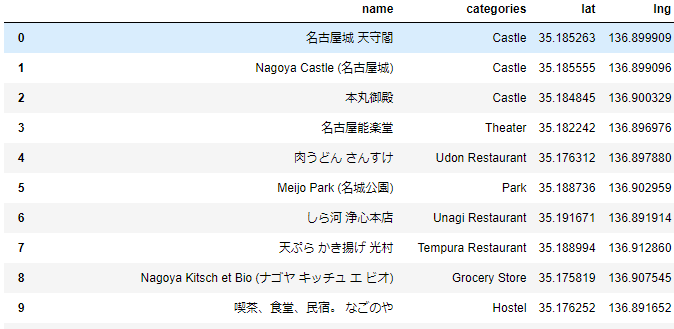 name categories lat lng
0 名古屋城 天守閣 Castle 35.185263 136.899909
1 Nagoya Castle (名古屋城) Castle 35.185555 136.899096
2 本丸御殿 Castle 35.184845 136.900329
3 名古屋能楽堂 Theater 35.182242 136.896976
4 肉うどん さんすけ Udon Restaurant 35.176312 136.897880
5 Meijo Park (名城公園) Park 35.188736 136.902959
6 しら河 浄心本店 Unagi Restaurant 35.191671 136.891914
7 天ぷら かき揚げ 光村 Tempura Restaurant 35.188994 136.912860
8 Nagoya Kitsch et Bio (ナゴヤ キッチュ エ ビオ) Grocery Store 35.175819 136.907545
9 喫茶、食堂、民宿。 なごのや Hostel 35.176252 136.891652